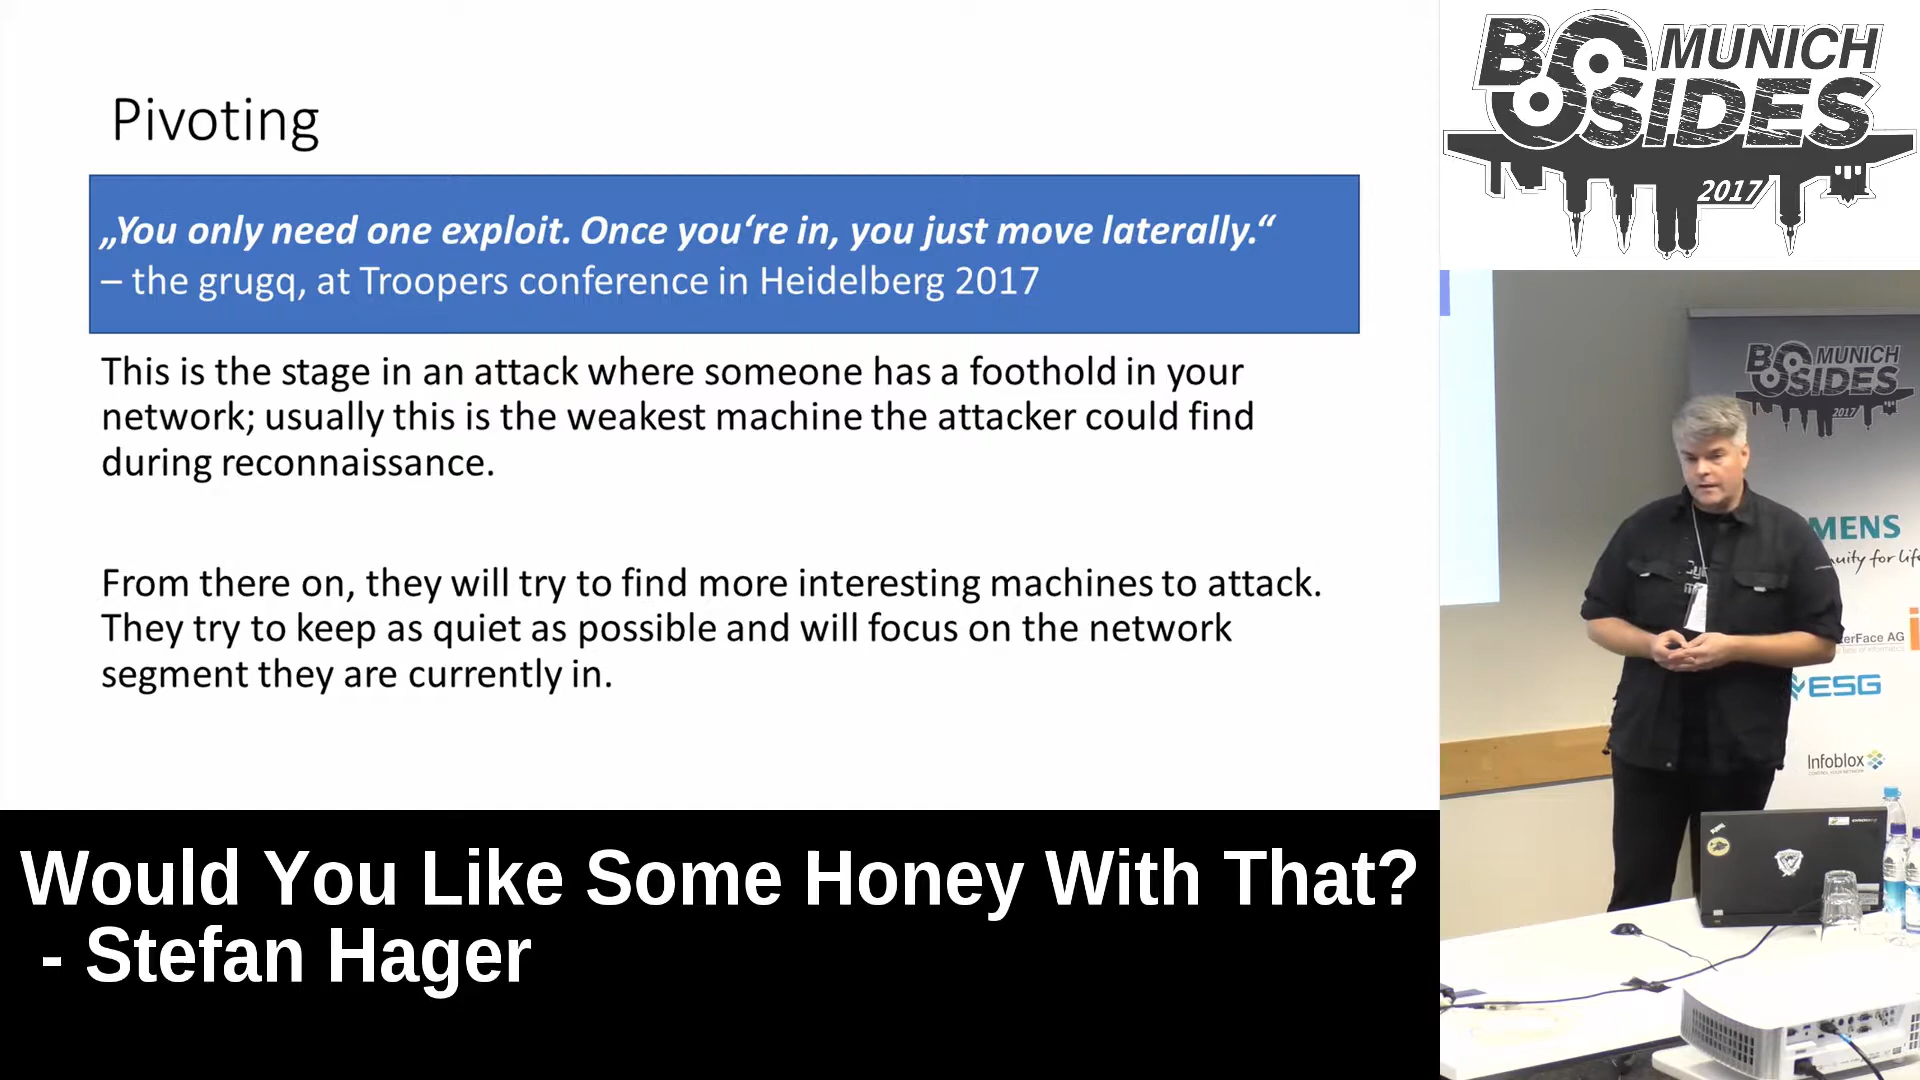 Pivoting
„You only need one exploit. Once you‘re in, you just move laterally.“
– the grugq, at Troopers conference in Heidelberg 2017
This is the stage in an attack where someone has a foothold in your
network; usually this is the weakest machine the attacker could find
during reconnaissance.
From there on, they will try to find more interesting machines to attack.
They try to keep as quiet as possible and will focus on the network
segment they are currently in.
Would You Like Some Honey With That?
- Stefan Hager
BSIDES MUNICH
2017
BSIDES MUNICH
2017
MENS
nuity for life
terFace AG
ESG
Infoblox